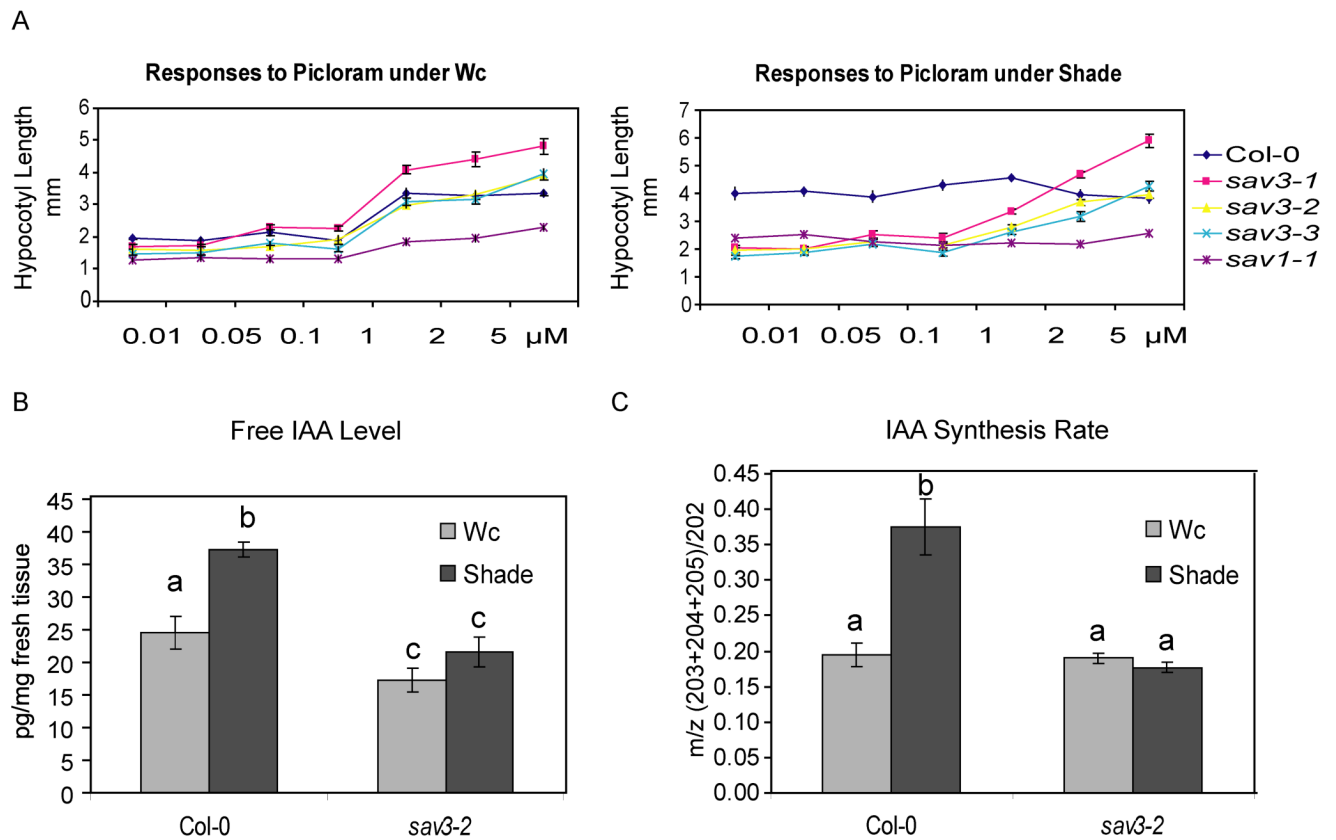 A
Responses to Picloram under Wc
Hypocotyl Length
mm
6
5
4
3
2
1
0
0.01 0.05 0.1 1 2 5 µM
Responses to Picloram under Shade
Hypocotyl Length
mm
7
6
5
4
3
2
1
0
0.01 0.05 0.1 1 2 5 µM
Col-0
sav3-1
sav3-2
sav3-3
sav1-1
B
Free IAA Level
pg/mg fresh tissue
45
40
35
30
25
20
15
10
5
0
a
b
c
c
Wc
Shade
Col-0
sav3-2
C
IAA Synthesis Rate
m/z (203+204+205)/202
0.45
0.40
0.35
0.30
0.25
0.20
0.15
0.10
0.05
0.00
a
b
a
a
Wc
Shade
Col-0
sav3-2